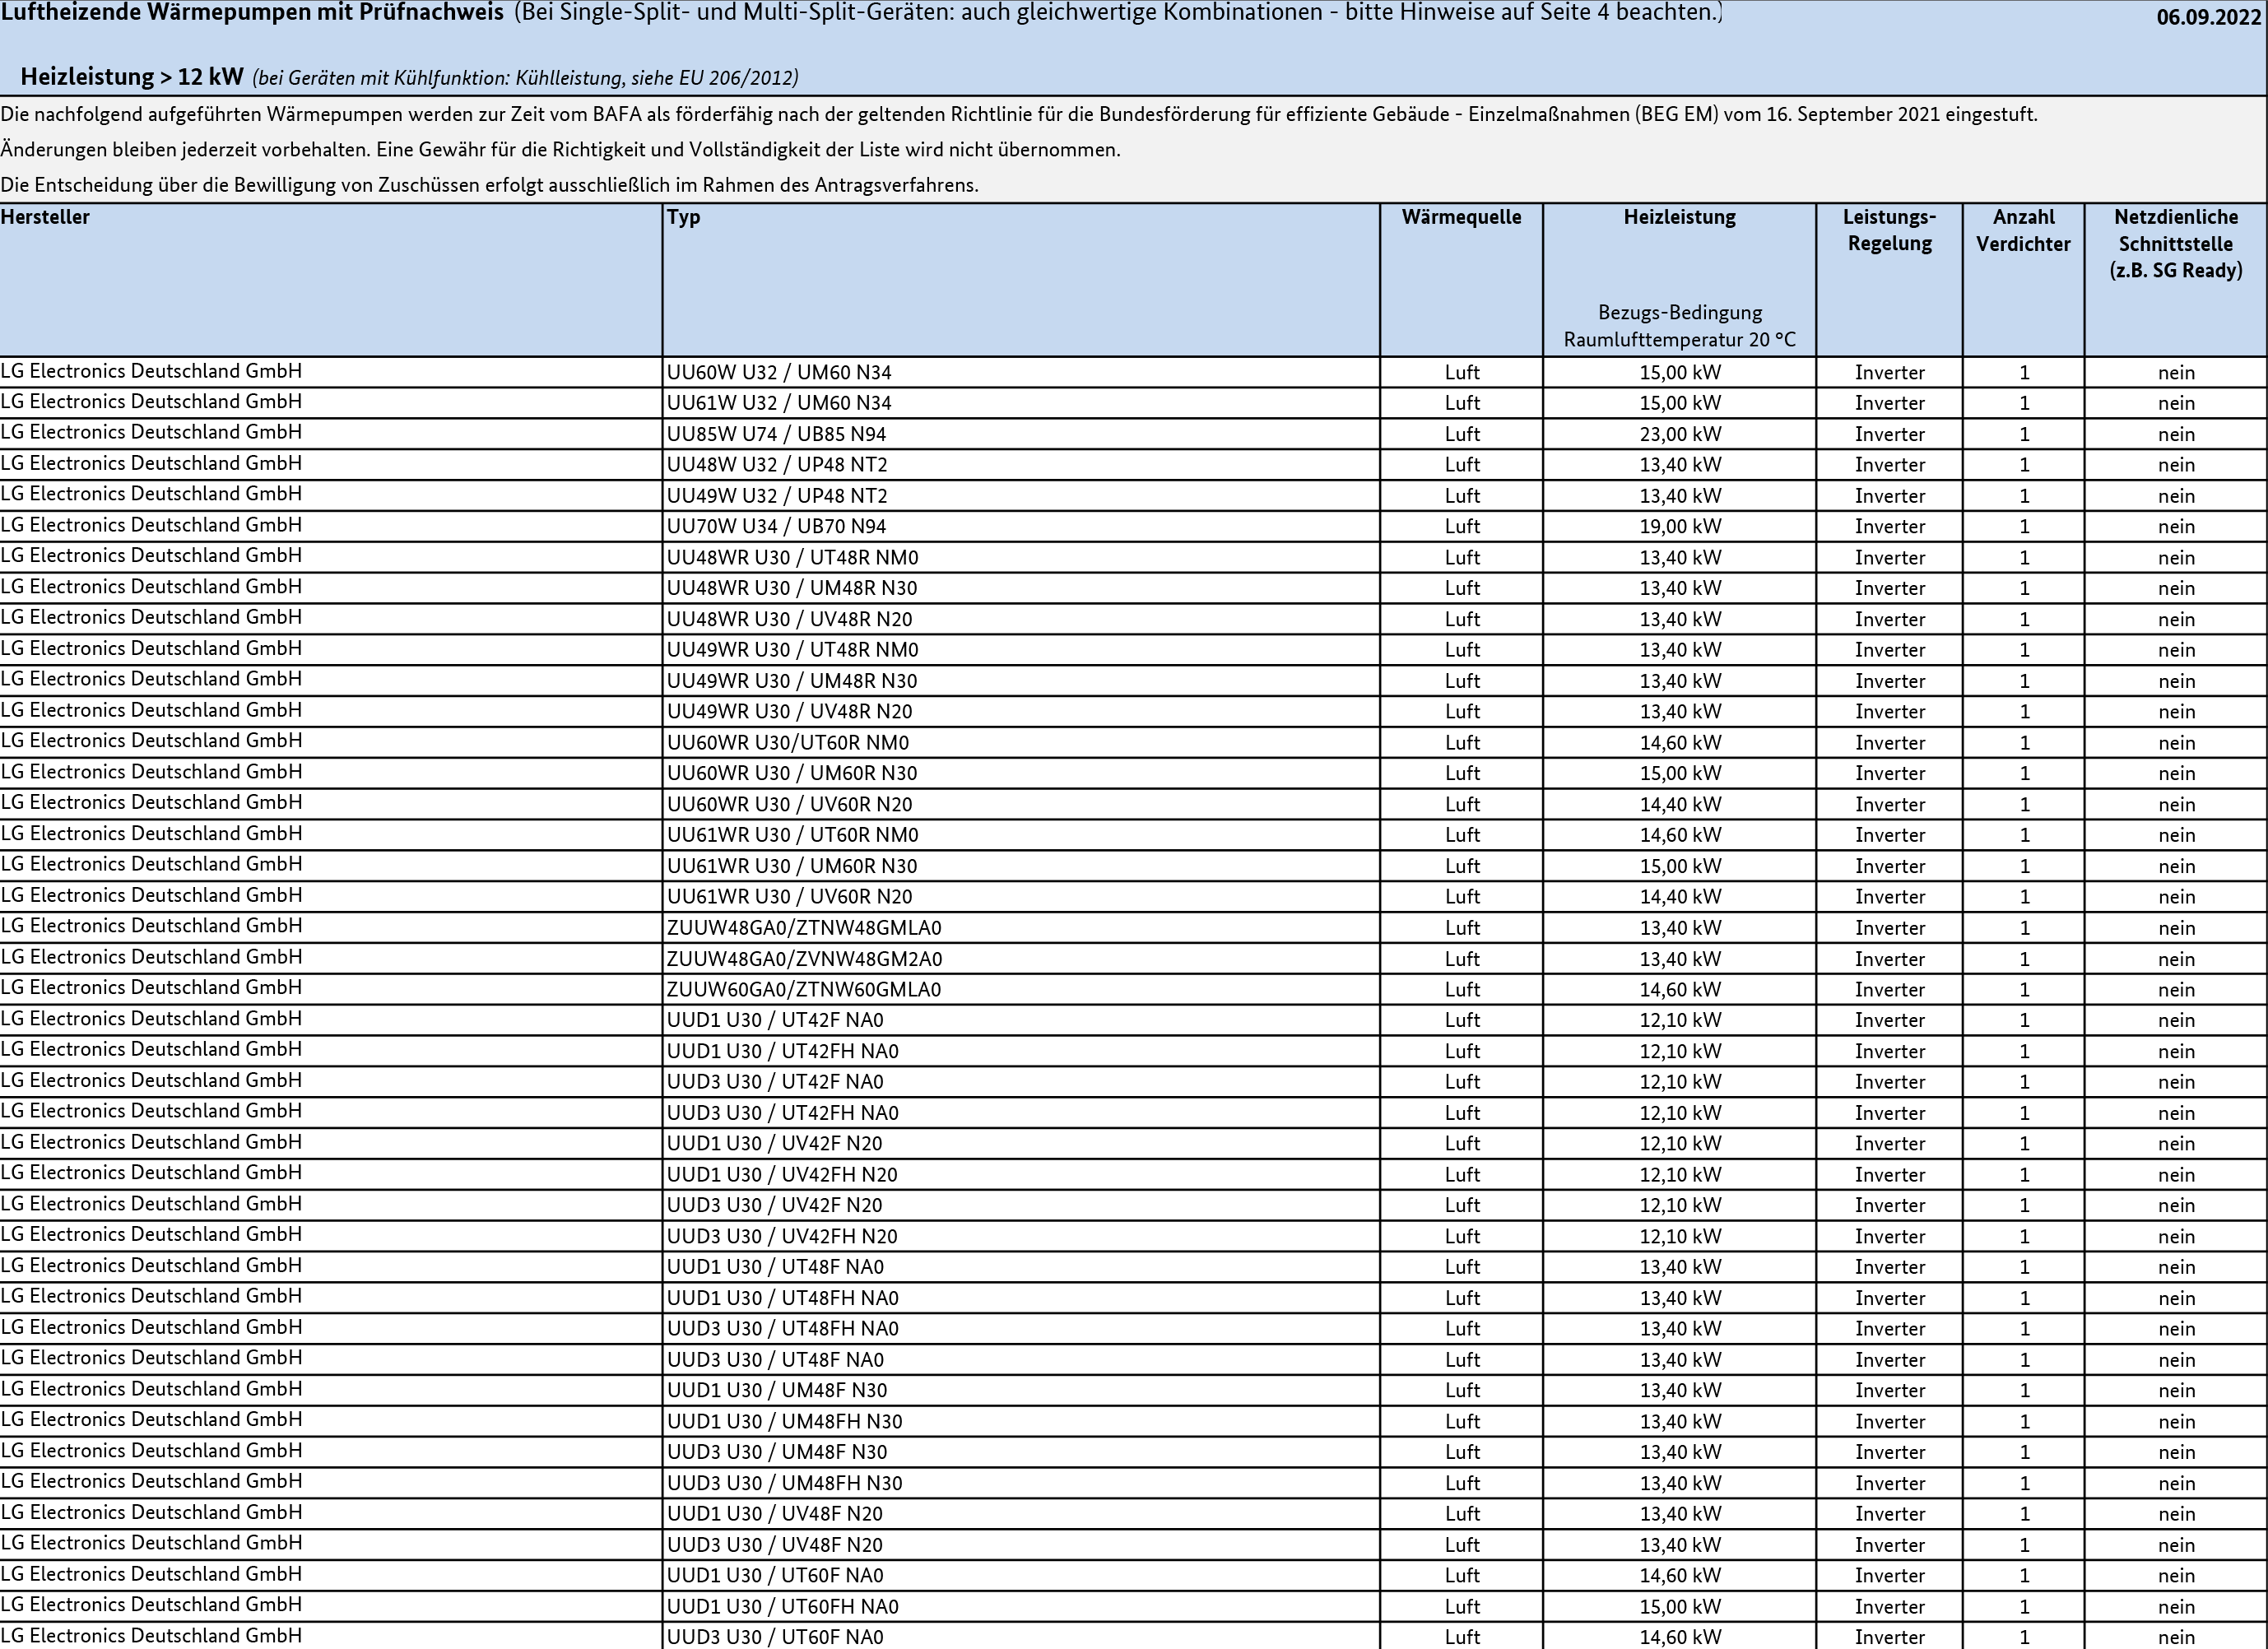 Luftheizende Wärmepumpen mit Prüfnachweis (Bei Single-Split- und Multi-Split-Geräten: auch gleichwertige Kombinationen - bitte Hinweise auf Seite 4 beachten.) 06.09.2022
Heizleistung > 12 kW (bei Geräten mit Kühlfunktion: Kühlleistung, siehe EU 206/2012)
Die nachfolgend aufgeführten Wärmepumpen werden zur Zeit vom BAFA als förderfähig nach der geltenden Richtlinie für die Bundesförderung für effiziente Gebäude - Einzelmaßnahmen (BEG EM) vom 16. September 2021 eingestuft.
Änderungen bleiben jederzeit vorbehalten. Eine Gewähr für die Richtigkeit und Vollständigkeit der Liste wird nicht übernommen.
Die Entscheidung über die Bewilligung von Zuschüssen erfolgt ausschließlich im Rahmen des Antragsverfahrens.
Hersteller Typ Wärmequelle Heizleistung Leistungs- Anzahl Netzdienliche
Regelung Verdichter Schnittstelle
(z.B. SG Ready)
Bezugs-Bedingung
Raumlufttemperatur 20 °C
LG Electronics Deutschland GmbH UU60W U32 / UM60 N34 Luft 15,00 kW Inverter 1 nein
LG Electronics Deutschland GmbH UU61W U32 / UM60 N34 Luft 15,00 kW Inverter 1 nein
LG Electronics Deutschland GmbH UU85W U74 / UB85 N94 Luft 23,00 kW Inverter 1 nein
LG Electronics Deutschland GmbH UU48W U32 / UP48 NT2 Luft 13,40 kW Inverter 1 nein
LG Electronics Deutschland GmbH UU49W U32 / UP48 NT2 Luft 13,40 kW Inverter 1 nein
LG Electronics Deutschland GmbH UU70W U34 / UB70 N94 Luft 19,00 kW Inverter 1 nein
LG Electronics Deutschland GmbH UU48WR U30 / UT48R NM0 Luft 13,40 kW Inverter 1 nein
LG Electronics Deutschland GmbH UU48WR U30 / UM48R N30 Luft 13,40 kW Inverter 1 nein
LG Electronics Deutschland GmbH UU48WR U30 / UV48R N20 Luft 13,40 kW Inverter 1 nein
LG Electronics Deutschland GmbH UU49WR U30 / UT48R NM0 Luft 13,40 kW Inverter 1 nein
LG Electronics Deutschland GmbH UU49WR U30 / UM48R N30 Luft 13,40 kW Inverter 1 nein
LG Electronics Deutschland GmbH UU49WR U30 / UV48R N20 Luft 13,40 kW Inverter 1 nein
LG Electronics Deutschland GmbH UU60WR U30/UT60R NM0 Luft 14,60 kW Inverter 1 nein
LG Electronics Deutschland GmbH UU60WR U30 / UM60R N30 Luft 15,00 kW Inverter 1 nein
LG Electronics Deutschland GmbH UU60WR U30 / UV60R N20 Luft 14,40 kW Inverter 1 nein
LG Electronics Deutschland GmbH UU61WR U30 / UT60R NM0 Luft 14,60 kW Inverter 1 nein
LG Electronics Deutschland GmbH UU61WR U30 / UM60R N30 Luft 15,00 kW Inverter 1 nein
LG Electronics Deutschland GmbH UU61WR U30 / UV60R N20 Luft 14,40 kW Inverter 1 nein
LG Electronics Deutschland GmbH ZUUW48GA0/ZTNW48GMLA0 Luft 13,40 kW Inverter 1 nein
LG Electronics Deutschland GmbH ZUUW48GA0/ZVNW48GM2A0 Luft 13,40 kW Inverter 1 nein
LG Electronics Deutschland GmbH ZUUW60GA0/ZTNW60GMLA0 Luft 14,60 kW Inverter 1 nein
LG Electronics Deutschland GmbH UUD1 U30 / UT42F NA0 Luft 12,10 kW Inverter 1 nein
LG Electronics Deutschland GmbH UUD1 U30 / UT42FH NA0 Luft 12,10 kW Inverter 1 nein
LG Electronics Deutschland GmbH UUD3 U30 / UT42F NA0 Luft 12,10 kW Inverter 1 nein
LG Electronics Deutschland GmbH UUD3 U30 / UT42FH NA0 Luft 12,10 kW Inverter 1 nein
LG Electronics Deutschland GmbH UUD1 U30 / UV42F N20 Luft 12,10 kW Inverter 1 nein
LG Electronics Deutschland GmbH UUD1 U30 / UV42FH N20 Luft 12,10 kW Inverter 1 nein
LG Electronics Deutschland GmbH UUD3 U30 / UV42F N20 Luft 12,10 kW Inverter 1 nein
LG Electronics Deutschland GmbH UUD3 U30 / UV42FH N20 Luft 12,10 kW Inverter 1 nein
LG Electronics Deutschland GmbH UUD1 U30 / UT48F NA0 Luft 13,40 kW Inverter 1 nein
LG Electronics Deutschland GmbH UUD1 U30 / UT48FH NA0 Luft 13,40 kW Inverter 1 nein
LG Electronics Deutschland GmbH UUD3 U30 / UT48FH NA0 Luft 13,40 kW Inverter 1 nein
LG Electronics Deutschland GmbH UUD3 U30 / UT48F NA0 Luft 13,40 kW Inverter 1 nein
LG Electronics Deutschland GmbH UUD1 U30 / UM48F N30 Luft 13,40 kW Inverter 1 nein
LG Electronics Deutschland GmbH UUD1 U30 / UM48FH N30 Luft 13,40 kW Inverter 1 nein
LG Electronics Deutschland GmbH UUD3 U30 / UM48F N30 Luft 13,40 kW Inverter 1 nein
LG Electronics Deutschland GmbH UUD3 U30 / UM48FH N30 Luft 13,40 kW Inverter 1 nein
LG Electronics Deutschland GmbH UUD1 U30 / UV48F N20 Luft 13,40 kW Inverter 1 nein
LG Electronics Deutschland GmbH UUD3 U30 / UV48F N20 Luft 13,40 kW Inverter 1 nein
LG Electronics Deutschland GmbH UUD1 U30 / UT60F NA0 Luft 14,60 kW Inverter 1 nein
LG Electronics Deutschland GmbH UUD1 U30 / UT60FH NA0 Luft 15,00 kW Inverter 1 nein
LG Electronics Deutschland GmbH UUD3 U30 / UT60F NA0 Luft 14,60 kW Inverter 1 nein